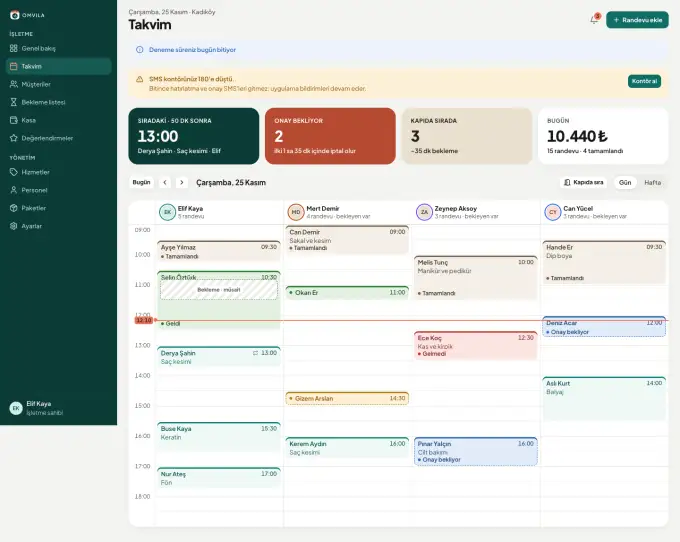 OMVILA
İŞLETME
Genel bakış
Takvim
Müşteriler
Bekleme listesi
Kasa
Değerlendirmeler
YÖNETİM
Hizmetler
Personel
Paketler
Ayarlar
EK
Elif Kaya
İşletme sahibi
Çarşamba, 25 Kasım · Kadıköy
Takvim
+ Randevu ekle
Deneme süreniz bugün bitiyor
SMS kontörünüz 180'e düştü.
Bitince hatırlatma ve onay SMS'leri gitmez; uygulama bildirimleri devam eder.
Kontör al
SIRADAKİ · 50 DK SONRA
13:00
Derya Şahin · Saç kesimi · Elif
ONAY BEKLİYOR
2
İlki 1 sa 35 dk içinde iptal olur
KAPIDA SIRADA
3
~35 dk bekleme
BUGÜN
10.440 ₺
15 randevu · 4 tamamlandı
Bugün
Çarşamba, 25 Kasım
Kapıda sıra
Gün
Hafta
EK
Elif Kaya
5 randevu
MD
Mert Demir
4 randevu · bekleyen var
ZA
Zeynep Aksoy
3 randevu · bekleyen var
CY
Can Yücel
3 randevu · bekleyen var
09:00
Can Demir 09:00
Sakal ve kesim
Tamamlandı
Ayşe Yılmaz 09:30
Tamamlandı
Hande Er 09:30
Dip boya
Tamamlandı
10:00
Melis Tunç 10:00
Manikür ve pedikür
Tamamlandı
Selin Öztürk 10:30
Bekleme · müsait
Geldi
11:00
Okan Er 11:00
12:00
12:10
Deniz Acar 12:00
Onay bekliyor
Ece Koç 12:30
Kaş ve kirpik
Gelmedi
13:00
Derya Şahin 13:00
Saç kesimi
14:00
Aslı Kurt 14:00
Balyaj
Gizem Arslan 14:30
15:00
Buse Kaya 15:30
Keratin
16:00
Kerem Aydın 16:00
Saç kesimi
Pınar Yalçın 16:00
Cilt bakımı
Onay bekliyor
17:00
Nur Ateş 17:00
Fön
18:00